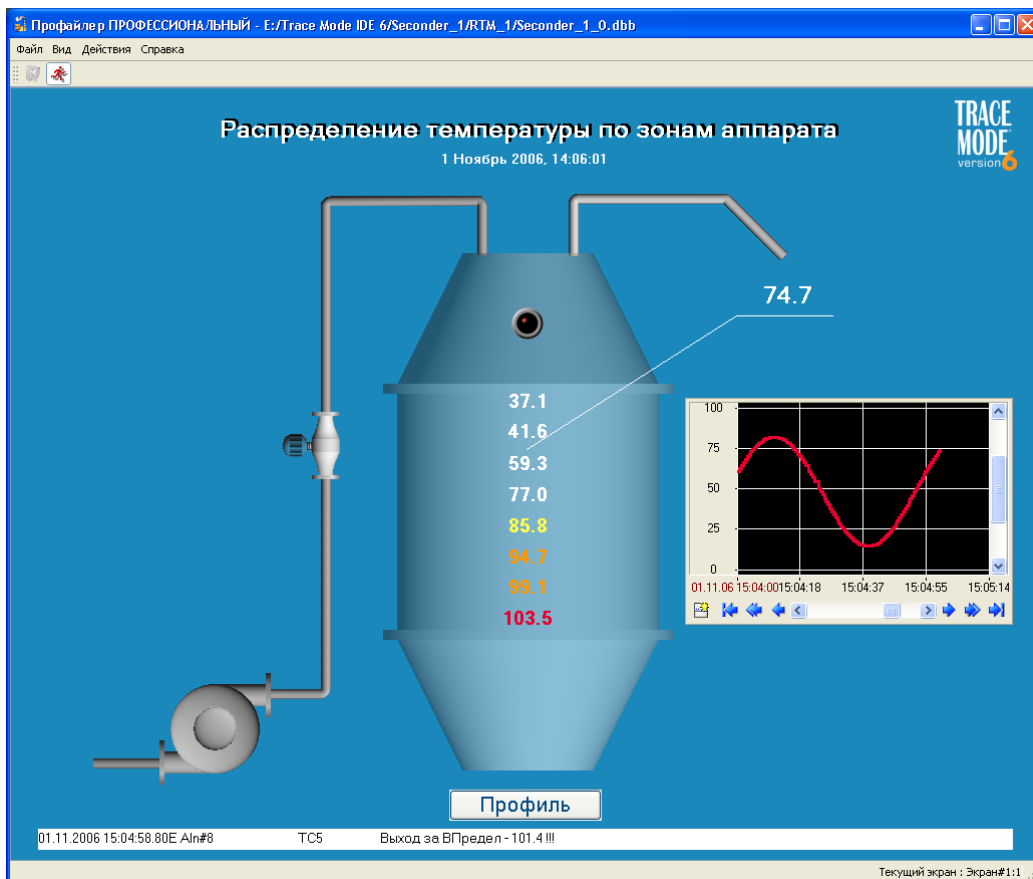 Профайлер ПРОФЕССИОНАЛЬНЫЙ - E:/Trace Mode IDE 6/Seconder_1/RTM_1/Seconder_1_0.dbb
Файл Вид Действия Справка
Распределение температуры по зонам аппарата
1 Ноябрь 2006, 14:06:01
TRACE
MODE
version 6
74.7
37.1
41.6
59.3
77.0
85.8
94.7
99.1
103.5
100
75
50
25
0
01.11.06 15:04:00 15:04:18 15:04:37 15:04:55 15:05:14
Профиль
01.11.2006 15:04:58.80E AIn#8 TC5 Выход за ВПредел - 101.4 !!!
Текущий экран : Экран#1:1